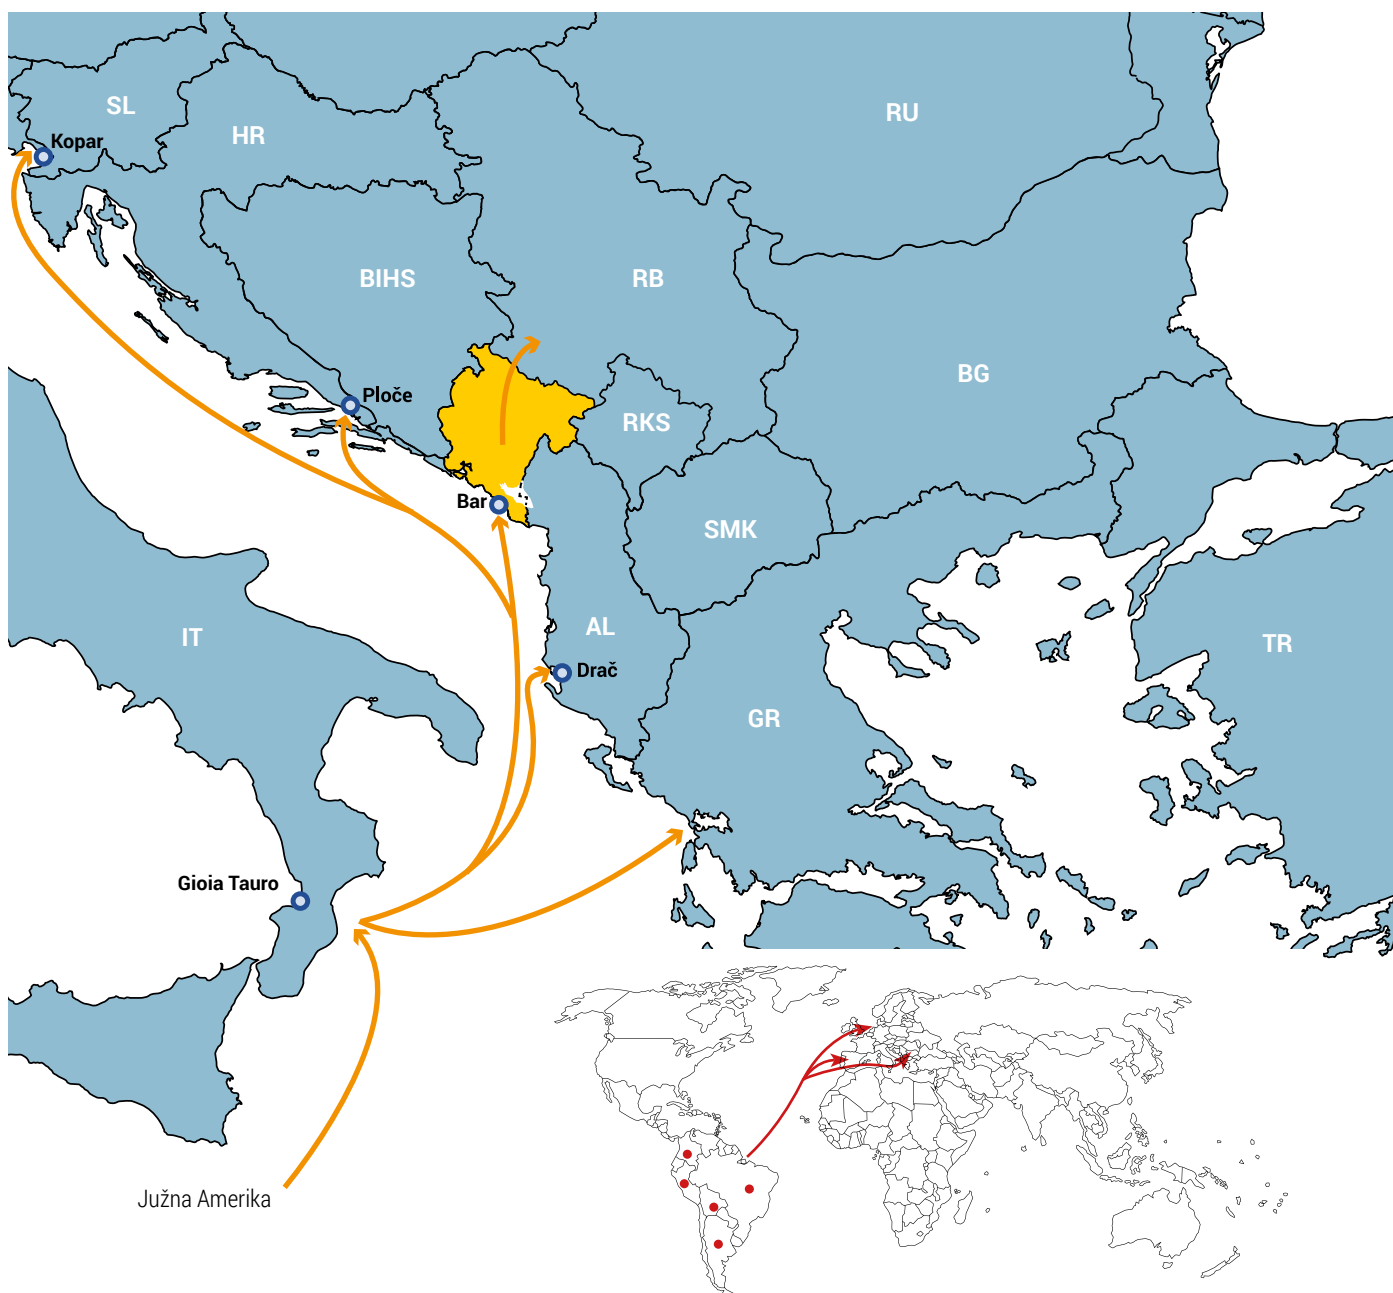 SL
RU
HR
Kopar
BIHS
RB
BG
Ploče
RKS
Bar
SMK
AL
IT
TR
Drač
GR
Gioia Tauro
Južna Amerika